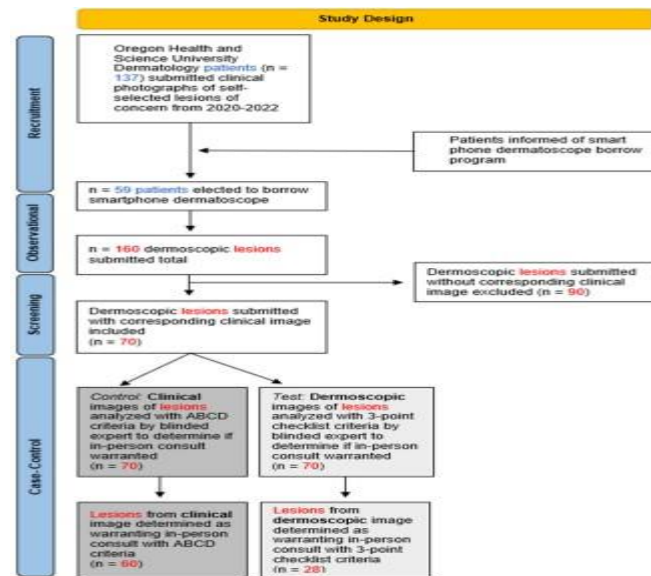 Study Design
Recruitment
Oregon Health and
Science University
Dermatology patients (n =
137) submitted clinical
photographs of self-
selected lesions of
concern from 2020-2022
Patients informed of smart
phone dermatoscope borrow
program
n = 59 patients elected to borrow
smartphone dermatoscope
Observational
n = 160 dermoscopic lesions
submitted total
Screening
Dermoscopic lesions submitted
without corresponding clinical
image excluded (n = 90)
Dermoscopic lesions submitted
with corresponding clinical image
included
(n = 70)
Case-Control
Control: Clinical
images of lesions
analyzed with ABCD
criteria by blinded
expert to determine if
in-person consult
warranted
(n = 70)
Test: Dermoscopic
images of lesions
analyzed with 3-point
checklist criteria by
blinded expert to
determine if in-person
consult warranted
(n = 70)
Lesions from clinical
image determined as
warranting in-person
consult with ABCD
criteria
(n = 60)
Lesions from
dermoscopic image
determined as
warranting in-person
consult with 3-point
checklist criteria
(n = 28)